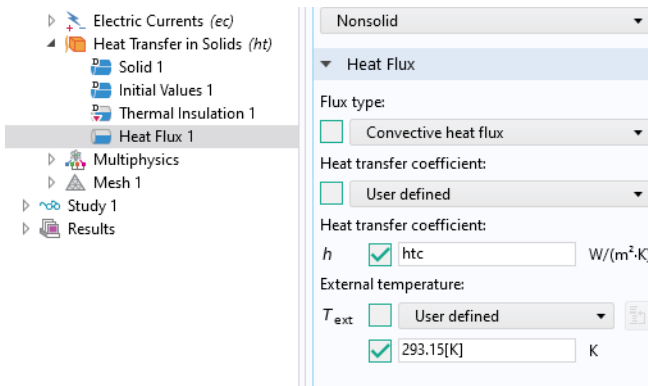 Electric Currents (ec)
Heat Transfer in Solids (ht)
Solid 1
Initial Values 1
Thermal Insulation 1
Heat Flux 1
Multiphysics
Mesh 1
Study 1
Results
Nonsolid
Heat Flux
Flux type:
Convective heat flux
Heat transfer coefficient:
User defined
Heat transfer coefficient:
h htc W/(m²·K)
External temperature:
Text User defined
293.15[K] K